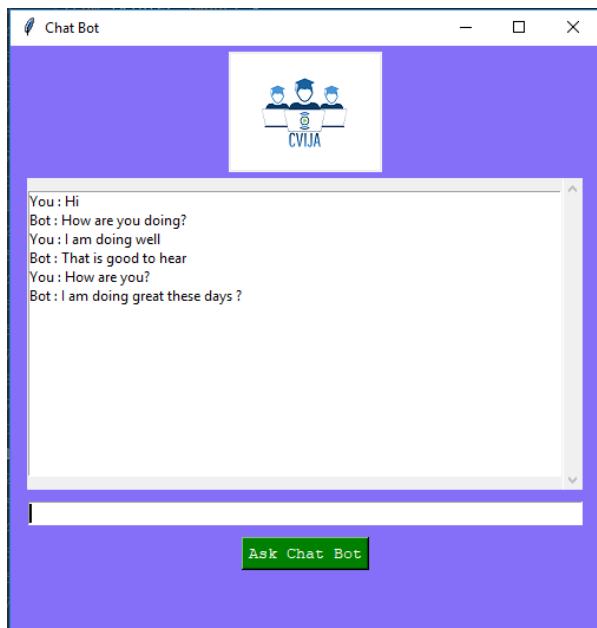 Chat Bot
CVIJA
You : Hi
Bot : How are you doing?
You : I am doing well
Bot : That is good to hear
You : How are you?
Bot : I am doing great these days ?
Ask Chat Bot